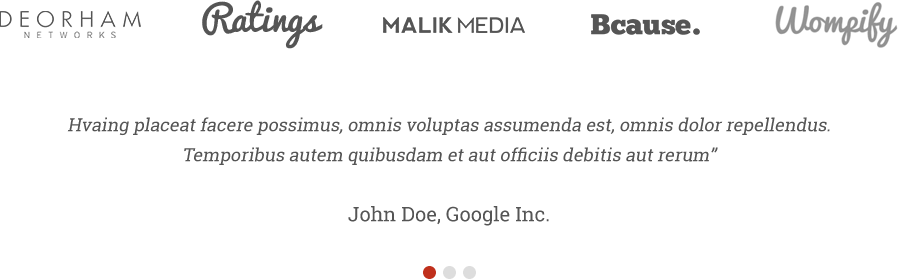 DEORHAM
NETWORKS
Ratings
MALIK MEDIA
Bcause.
Wompify
Hvaing placeat facere possimus, omnis voluptas assumenda est, omnis dolor repellendus.
Temporibus autem quibusdam et aut officiis debitis aut rerum”
John Doe, Google Inc.